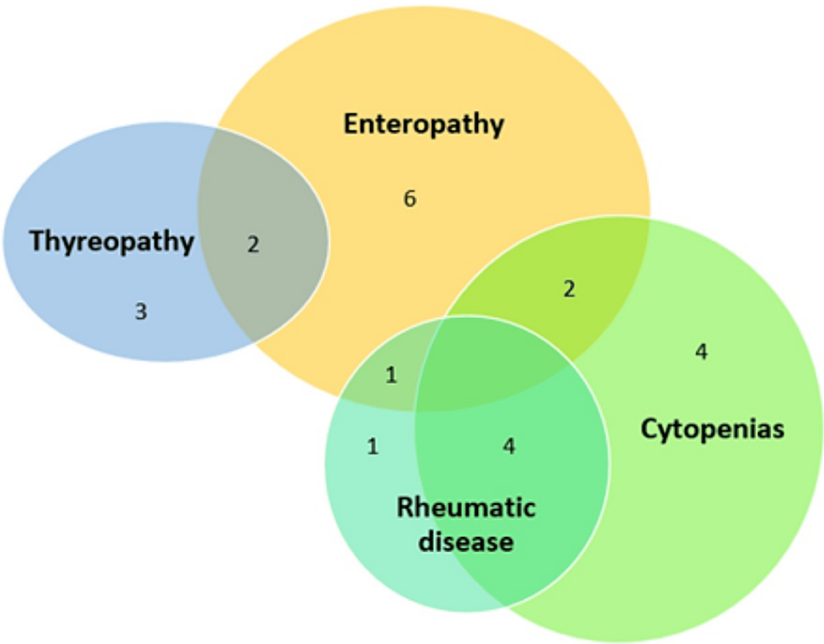 Enteropathy
6
Thyreopathy
2
3
2
4
1
Cytopenias
1
4
Rheumatic
disease